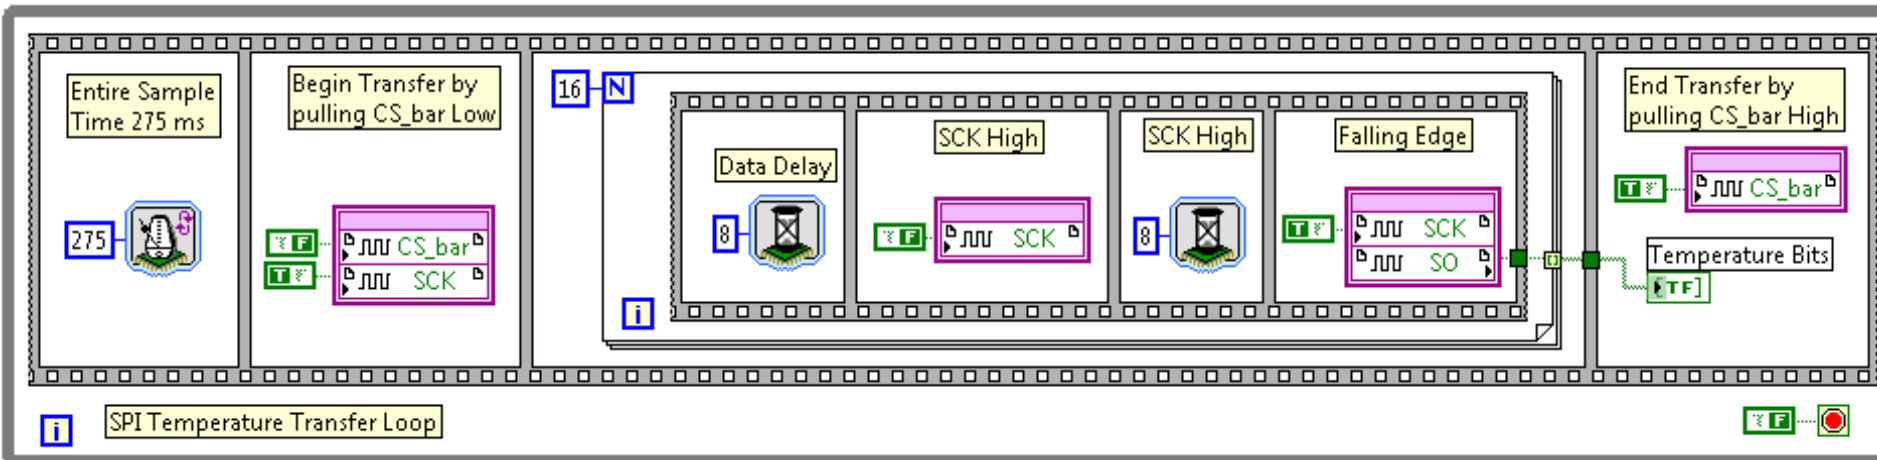 Entire Sample
Time 275 ms
275
Begin Transfer by
pulling CS_bar Low
F
CS_bar
T
SCK
16
N
Data Delay
8
SCK High
F
SCK
SCK High
8
Falling Edge
T
SCK
SO
i
End Transfer by
pulling CS_bar High
T
CS_bar
Temperature Bits
[TF]
i
SPI Temperature Transfer Loop
F